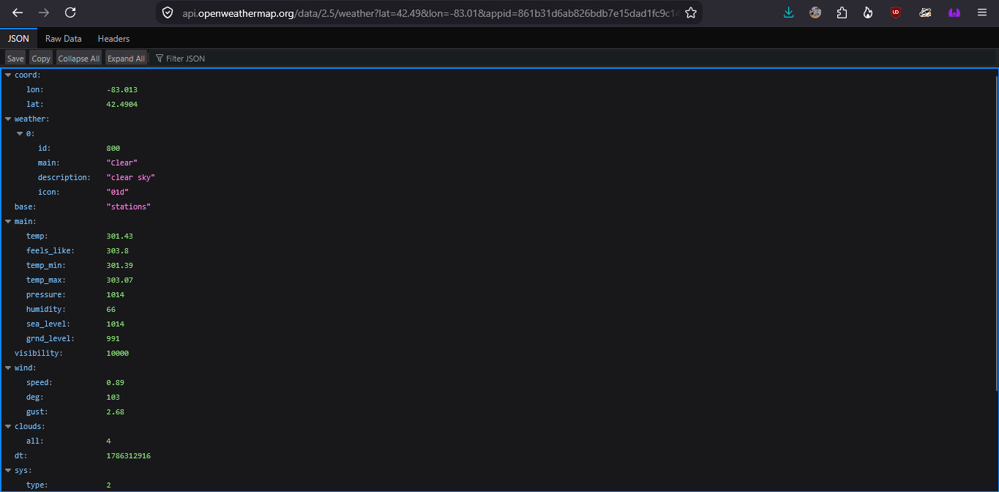 api.openweathermap.org/data/2.5/weather?lat=42.49&lon=-83.01&appid=861b31d6ab826bdb7e15dad1fc9c14
JSON Raw Data Headers
Save Copy Collapse All Expand All Filter JSON
coord:
lon: -83.013
lat: 42.4904
weather:
0:
id: 800
main: "Clear"
description: "clear sky"
icon: "01d"
base: "stations"
main:
temp: 301.43
feels_like: 303.8
temp_min: 301.39
temp_max: 303.07
pressure: 1014
humidity: 66
sea_level: 1014
grnd_level: 991
visibility: 10000
wind:
speed: 0.89
deg: 103
gust: 2.68
clouds:
all: 4
dt: 1786312916
sys:
type: 2